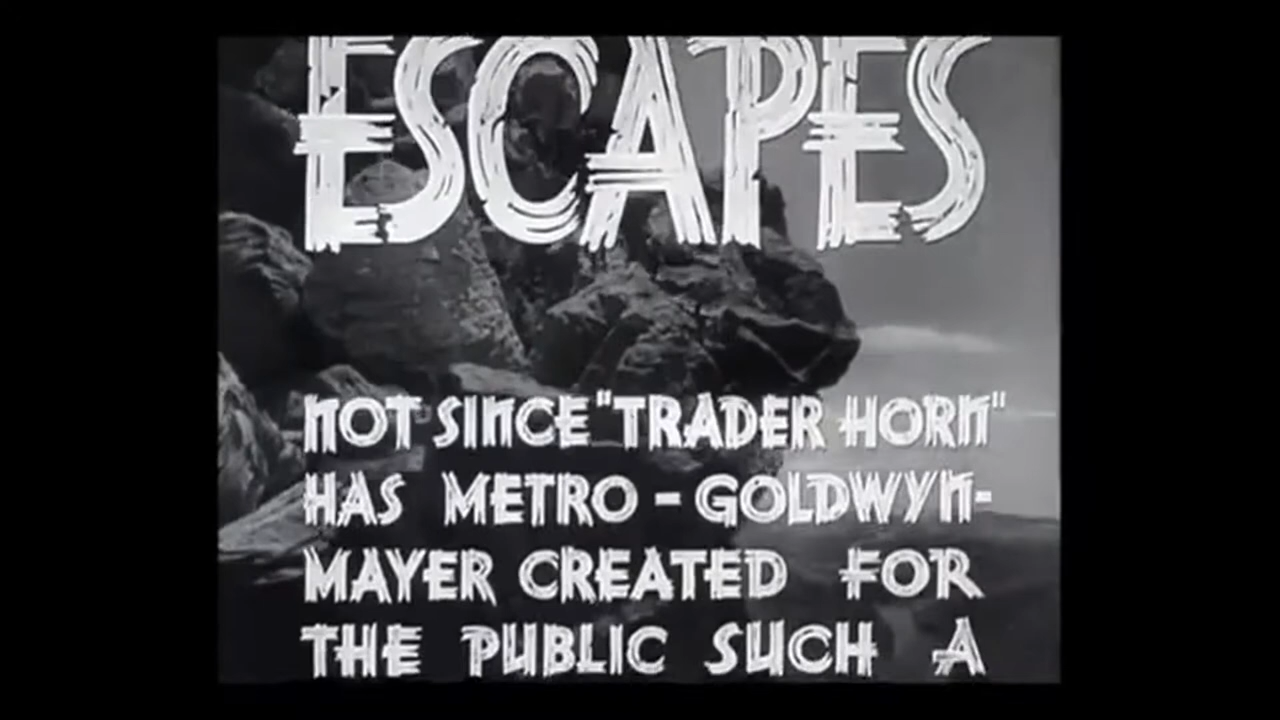 ESCAPES
NOT SINCE "TRADER HORN"
HAS METRO-GOLDWYN-
MAYER CREATED FOR
THE PUBLIC SUCH A